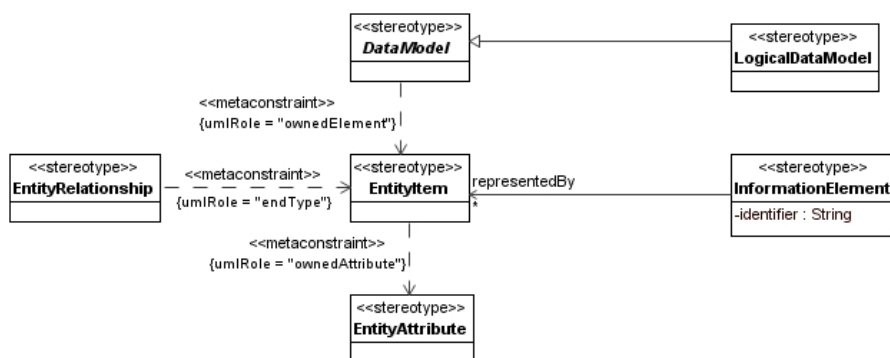 <<stereotype>>
DataModel
<<stereotype>>
LogicalDataModel
<<metaconstraint>>
{umlRole = "ownedElement"}
<<stereotype>>
EntityRelationship
<<metaconstraint>>
{umlRole = "endType"}
<<stereotype>>
EntityItem
representedBy
*
<<stereotype>>
InformationElement
-identifier : String
<<metaconstraint>>
{umlRole = "ownedAttribute"}
<<stereotype>>
EntityAttribute